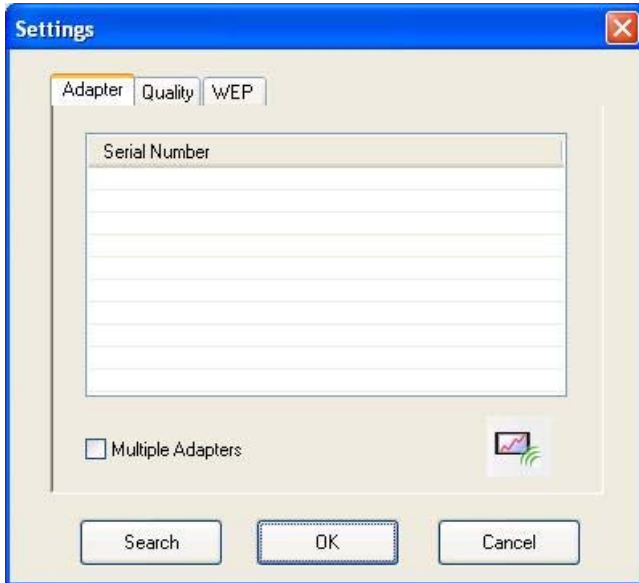 Settings
Adapter Quality WEP
Serial Number
Multiple Adapters
Search OK Cancel